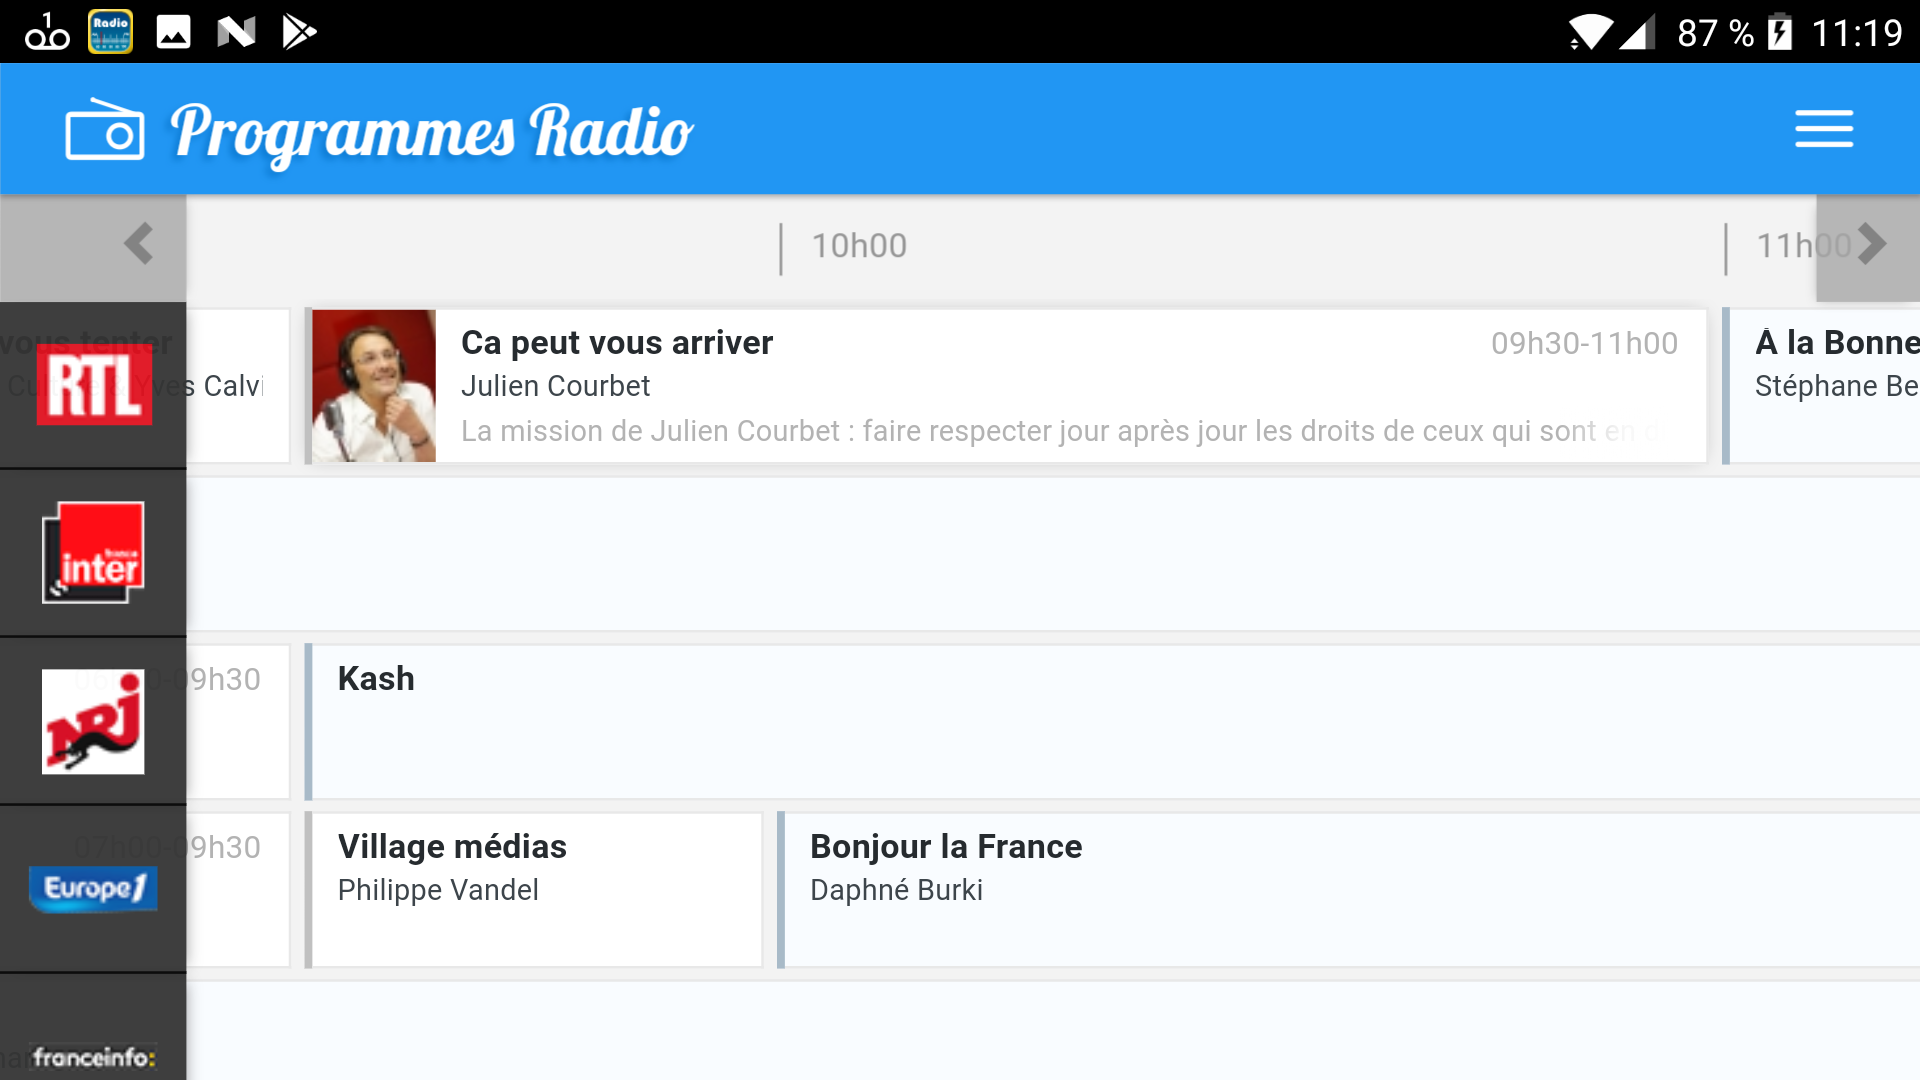 1
Radio
87 % 11:19
Programmes Radio
10h00
11h00
vous tenter
& Yves Calvi
RTL
Ca peut vous arriver
09h30-11h00
Julien Courbet
La mission de Julien Courbet : faire respecter jour après jour les droits de ceux qui sont en d
À la Bonne
Stéphane Be
france
inter
09h30
NRJ
Kash
07h00-09h30
Europe 1
Village médias
Philippe Vandel
Bonjour la France
Daphné Burki
franceinfo: